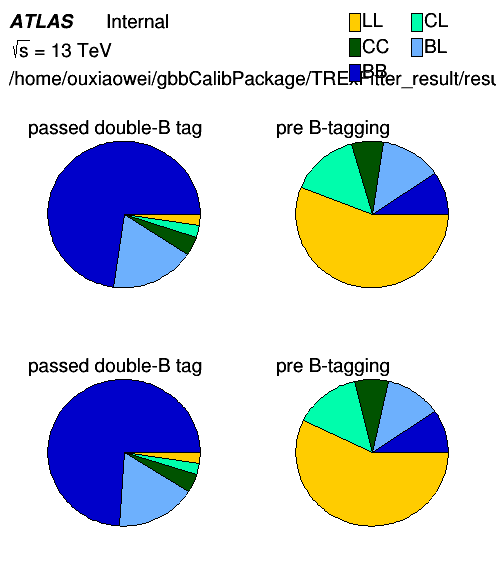 ATLAS Internal
LL CL
√s = 13 TeV
CC BL
/home/ouxiaowei/gbbCalibPackage/TRExFitter_result/resu
BB
passed double-B tag
pre B-tagging
passed double-B tag
pre B-tagging